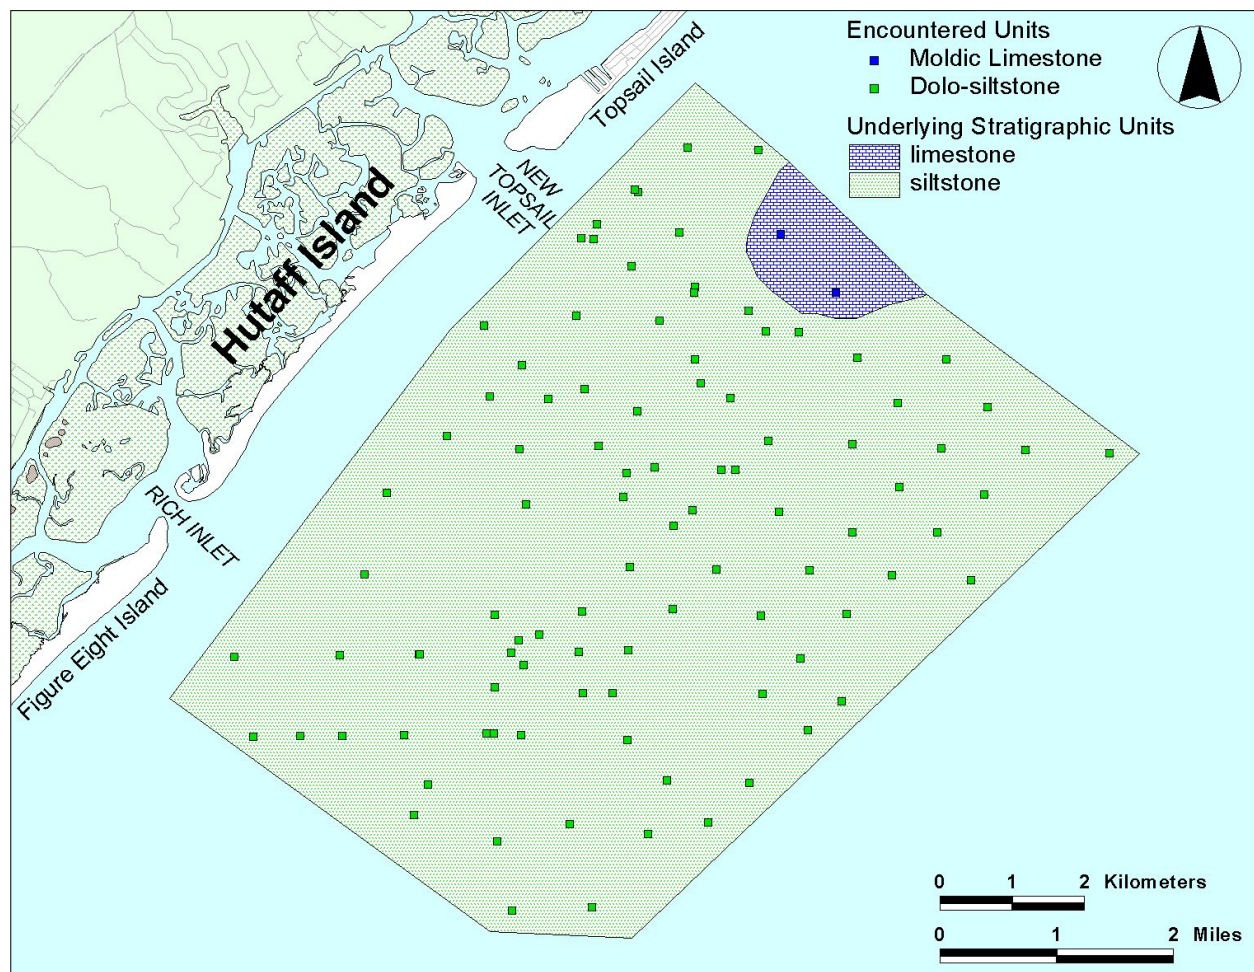 Encountered Units
Moldic Limestone
Dolo-siltstone
Underlying Stratigraphic Units
limestone
siltstone
Topsail Island
NEW
TOPSAIL
INLET
Hutaff Island
RICH INLET
Figure Eight Island
0 1 2 Kilometers
0 1 2 Miles